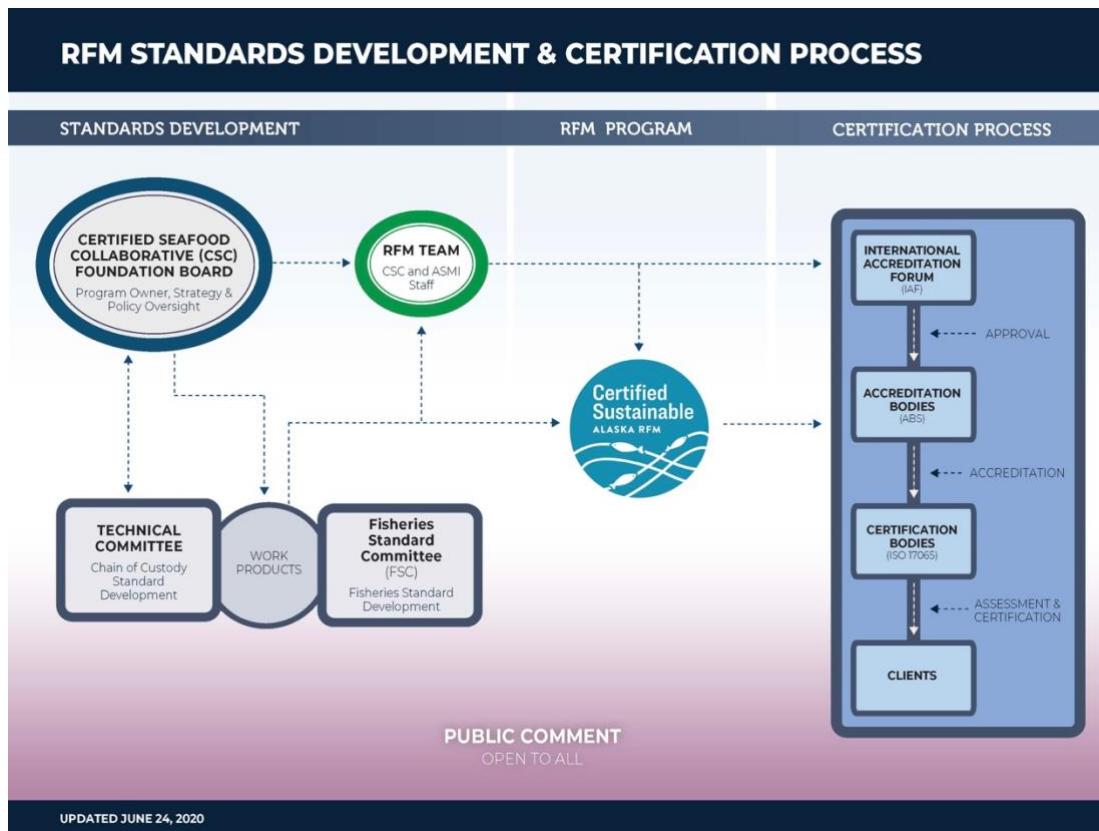 RFM STANDARDS DEVELOPMENT & CERTIFICATION PROCESS
STANDARDS DEVELOPMENT
RFM PROGRAM
CERTIFICATION PROCESS
CERTIFIED SEAFOOD
COLLABORATIVE (CSC)
FOUNDATION BOARD
Program Owner, Strategy &
Policy Oversight
RFM TEAM
CSC and ASMI
Staff
TECHNICAL
COMMITTEE
Chain of Custody
Standard
Development
WORK
PRODUCTS
Fisheries
Standard
Committee
(FSC)
Fisheries Standard
Development
Certified
Sustainable
ALASKA RFM
INTERNATIONAL
ACCREDITATION
FORUM
(IAF)
APPROVAL
ACCREDITATION
BODIES
(ABS)
ACCREDITATION
CERTIFICATION
BODIES
(ISO 17065)
ASSESSMENT &
CERTIFICATION
CLIENTS
PUBLIC COMMENT
OPEN TO ALL
UPDATED JUNE 24, 2020